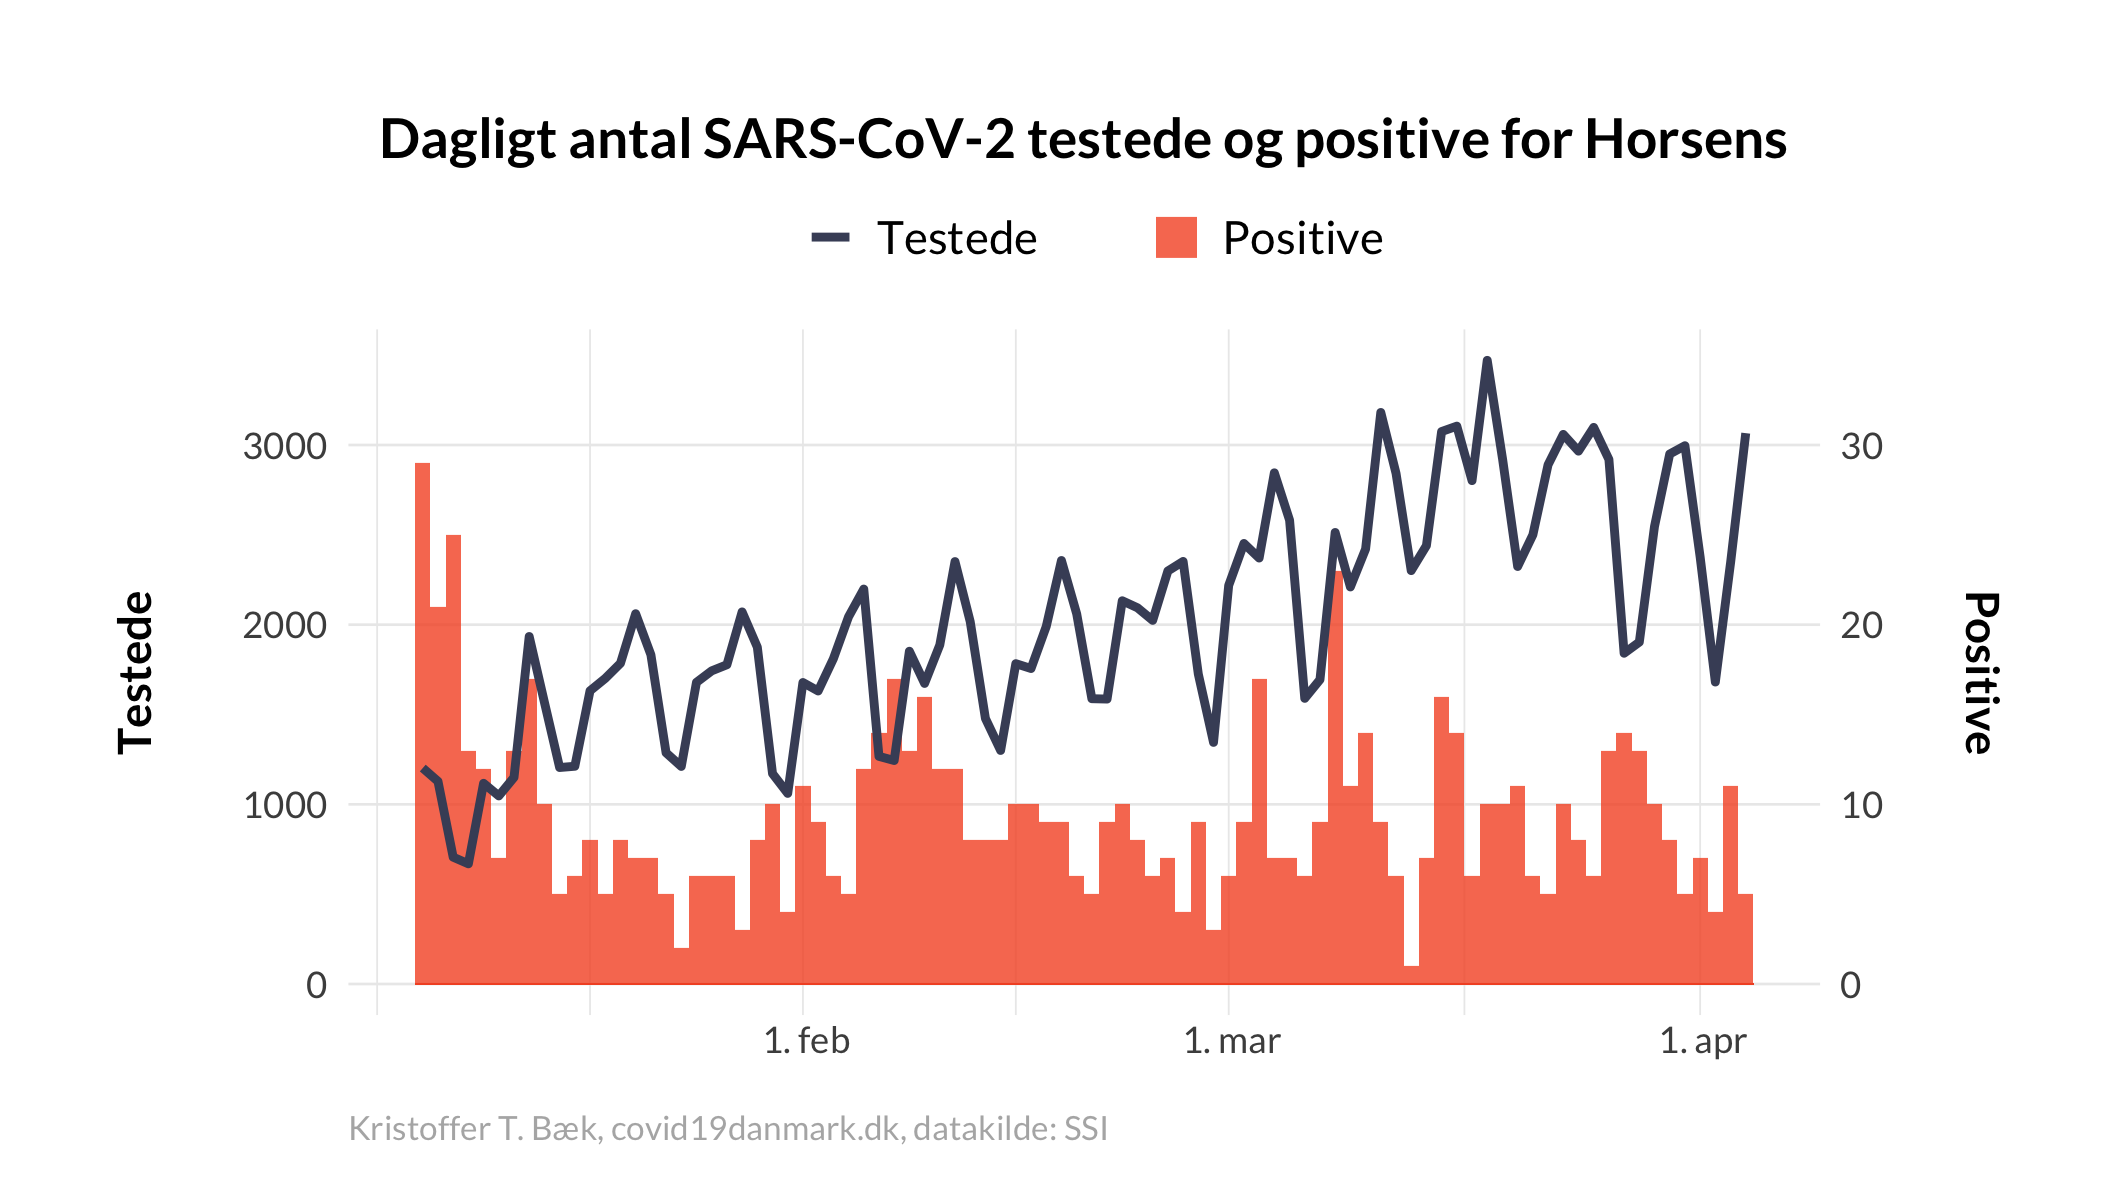 Dagligt antal SARS-CoV-2 testede og positive for Horsens
Testede
Positive
3000
2000
1000
0
Testede
30
20
10
0
Positive
1. feb
1. mar
1. apr
Kristoffer T. Bæk, covid19danmark.dk, datakilde: SSI